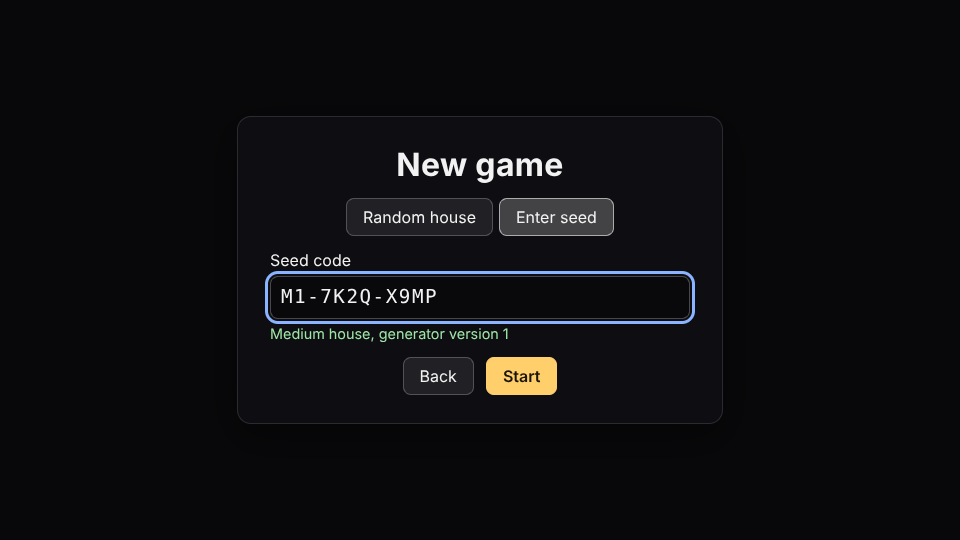 New game
Random house Enter seed
Seed code
M1-7K2Q-X9MP
Medium house, generator version 1
Back Start